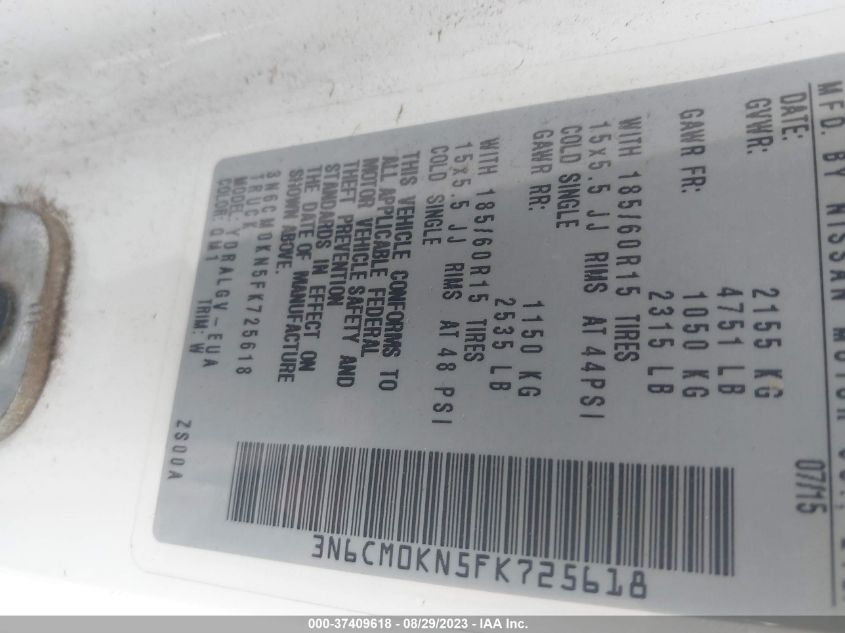 MFD. BY NISSAN MOTOR
DATE: 07/15
GVWR: 2155 KG
4751 LB
GAWR FR: 1050 KG
2315 LB
WITH 185/60R15 TIRES
15x5.5 JJ RIMS AT 44PSI
COLD SINGLE
GAWR RR: 1150 KG
2535 LB
WITH 185/60R15 TIRES
15x5.5 JJ RIMS AT 48 PSI
COLD SINGLE
THIS VEHICLE CONFORMS TO
ALL APPLICABLE FEDERAL
MOTOR VEHICLE SAFETY AND
THEFT PREVENTION
STANDARDS IN EFFECT ON
THE DATE OF MANUFACTURE
SHOWN ABOVE.
3N6CM0KN5FK725618
TRUCK
MODEL: YDRALGV-EUA
COLOR: QM1 TRIM: W
ZS00A
3N6CM0KN5FK725618
000-37409618 - 08/29/2023 - IAA Inc.